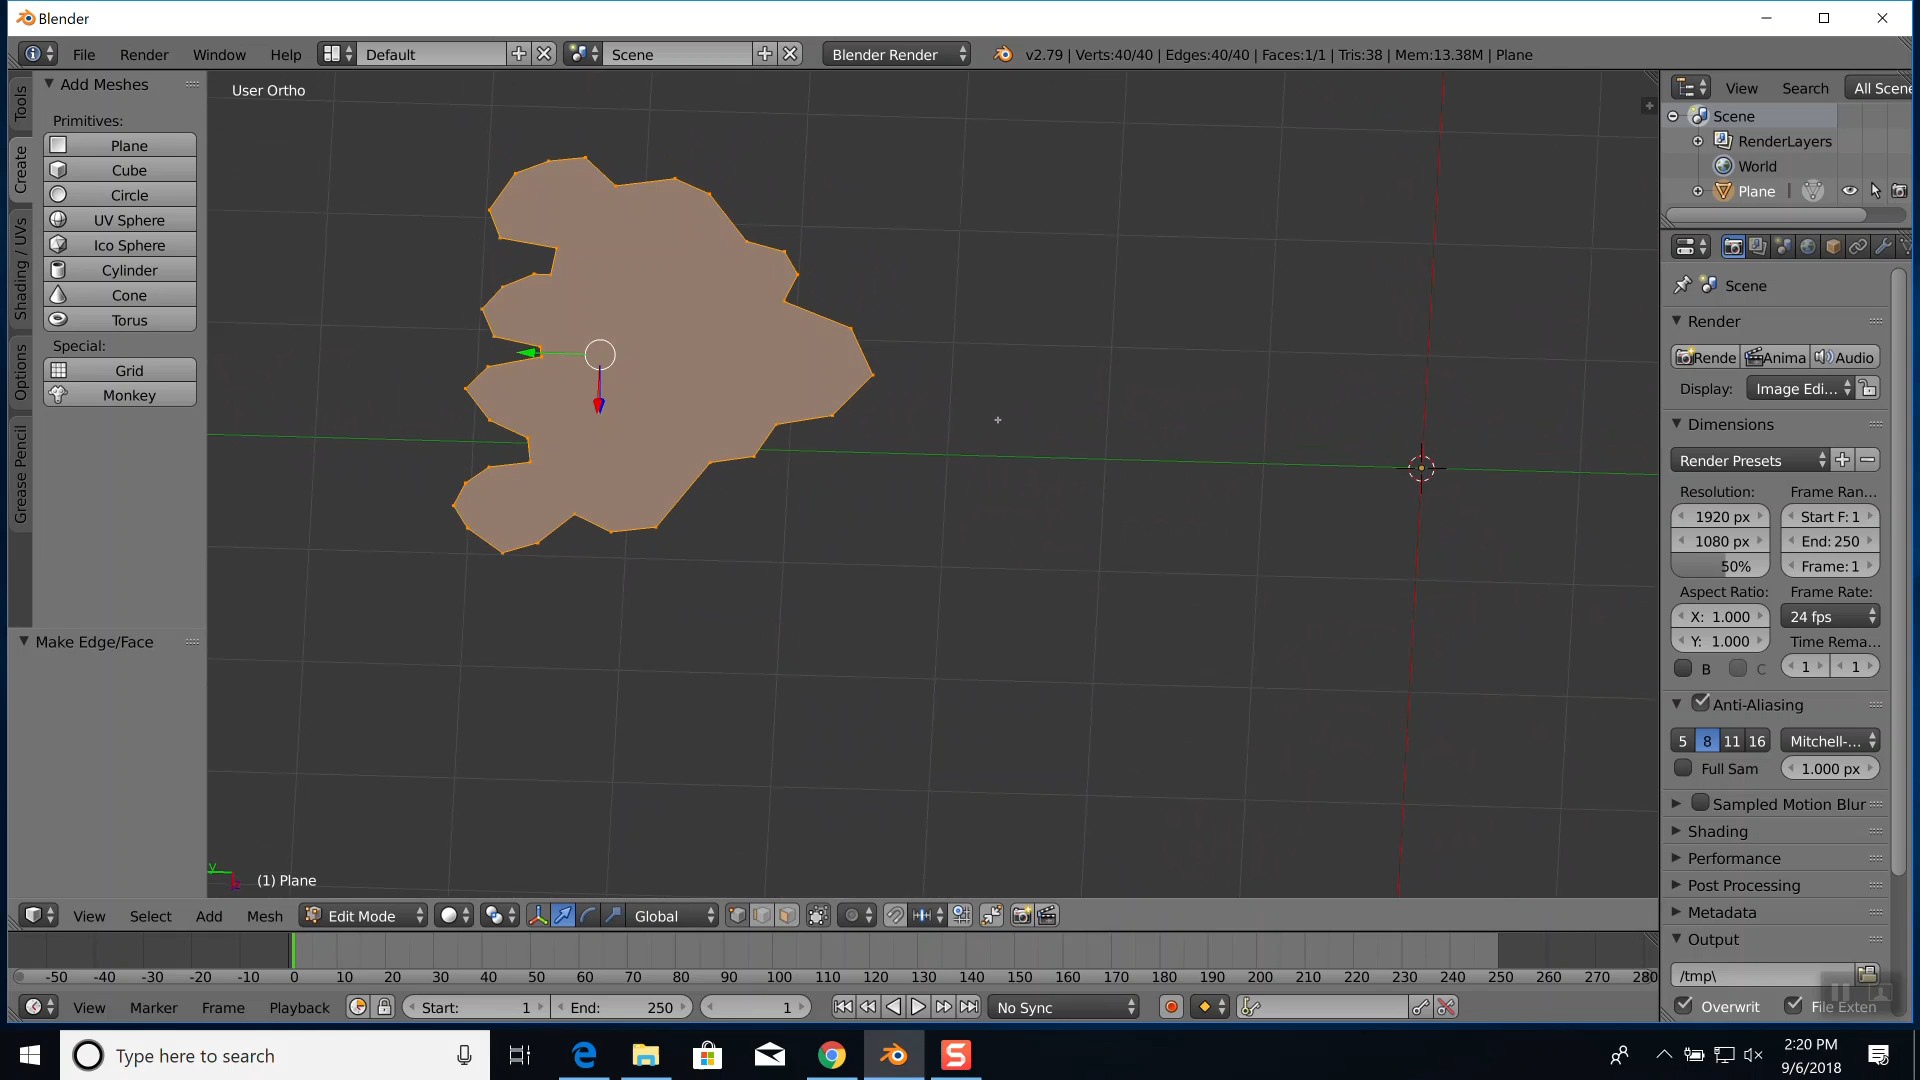 Blender
File Render Window Help Default Scene Blender Render v2.79 | Verts:40/40 | Edges:40/40 | Faces:1/1 | Tris:38 | Mem:13.38M | Plane
Tools
Create
Shading / UVs
Options
Grease Pencil
Add Meshes
Primitives:
Plane
Cube
Circle
UV Sphere
Ico Sphere
Cylinder
Cone
Torus
Special:
Grid
Monkey
Make Edge/Face
User Ortho
y
(1) Plane
View Search All Scene
Scene
RenderLayers
World
Plane
Scene
Render
Rende Anima Audio
Display: Image Edi...
Dimensions
Render Presets
Resolution: Frame Ran...
1920 px Start F: 1
1080 px End: 250
50% Frame: 1
Aspect Ratio: Frame Rate:
X: 1.000 24 fps
Y: 1.000 Time Rema...
B C 1 1
Anti-Aliasing
5 8 11 16 Mitchell-...
Full Sam 1.000 px
Sampled Motion Blur
Shading
Performance
Post Processing
Metadata
Output
/tmp\
Overwrit File Exten
View Select Add Mesh Edit Mode Global
-50 -40 -30 -20 -10 0 10 20 30 40 50 60 70 80 90 100 110 120 130 140 150 160 170 180 190 200 210 220 230 240 250 260 270 280
View Marker Frame Playback Start: 1 End: 250 1 No Sync
Type here to search
2:20 PM
9/6/2018